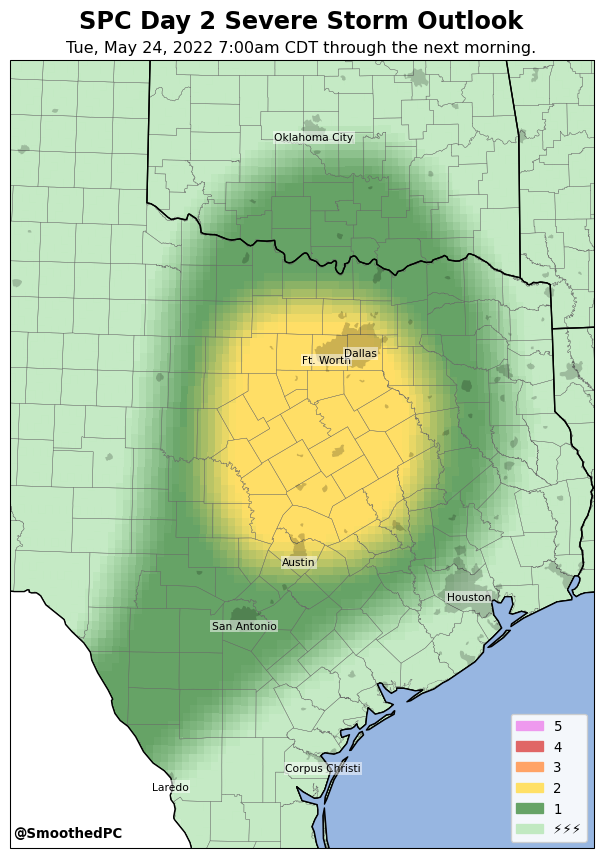 SPC Day 2 Severe Storm Outlook
Tue, May 24, 2022 7:00am CDT through the next morning.
Oklahoma City
Dallas
Ft. Worth
Austin
Houston
San Antonio
Corpus Christi
Laredo
5
4
3
2
1
⚡⚡⚡
@SmoothedPC